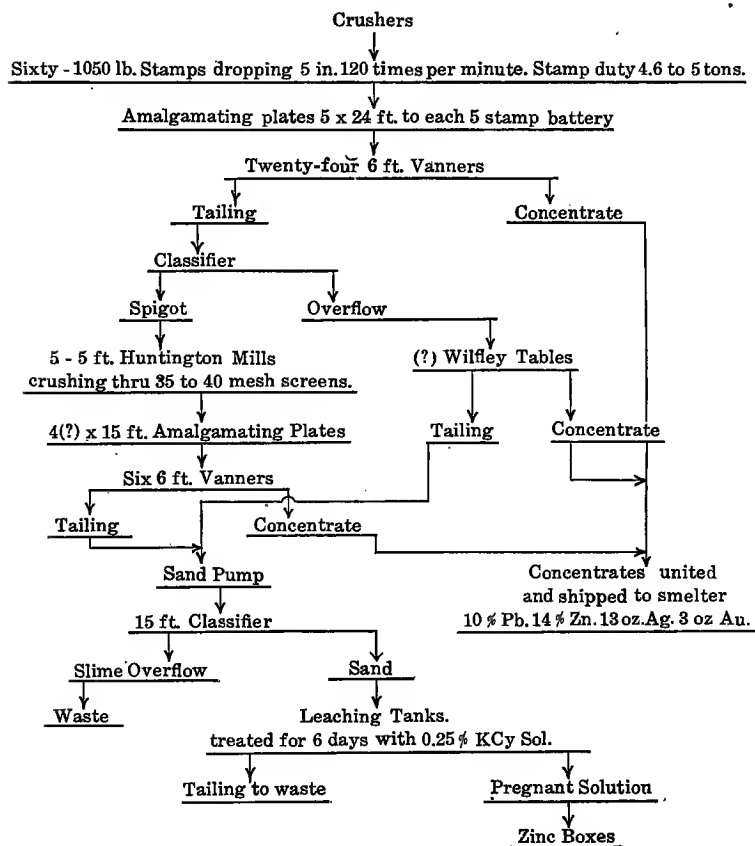 Crushers
Sixty - 1050 lb. Stamps dropping 5 in. 120 times per minute. Stamp duty 4.6 to 5 tons.
Amalgamating plates 5 x 24 ft. to each 5 stamp battery
Twenty-four 6 ft. Vanners
Tailing
Concentrate
Classifier
Spigot
Overflow
5 - 5 ft. Huntington Mills
crushing thru 35 to 40 mesh screens.
(?) Wilfley Tables
4(?) x 15 ft. Amalgamating Plates
Tailing
Concentrate
Six 6 ft. Vanners
Tailing
Concentrate
Sand Pump
Concentrates united
and shipped to smelter
10 % Pb. 14 % Zn. 13 oz. Ag. 3 oz Au.
15 ft. Classifier
Slime Overflow
Sand
Waste
Leaching Tanks.
treated for 6 days with 0.25 % KCy Sol.
Tailing to waste
Pregnant Solution
Zinc Boxes